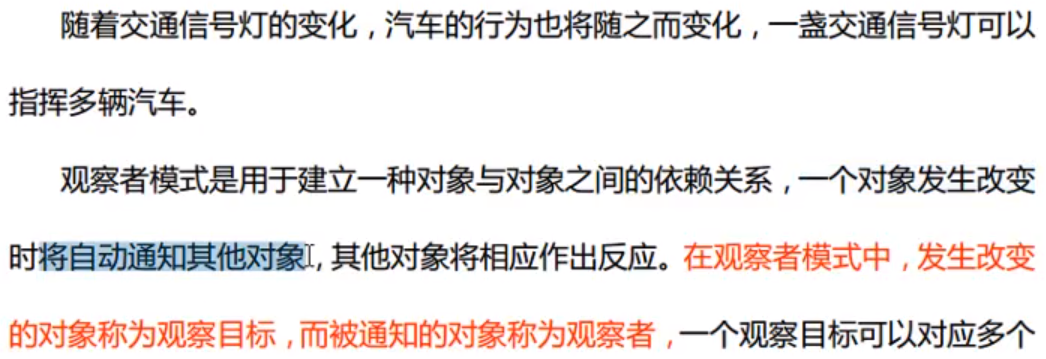 随着交通信号灯的变化，汽车的行为也将随之而变化，一盏交通信号灯可以
指挥多辆汽车。
观察者模式是用于建立一种对象与对象之间的依赖关系，一个对象发生改变
时将自动通知其他对象，其他对象将相应作出反应。在观察者模式中，发生改变
的对象称为观察目标，而被通知的对象称为观察者，一个观察目标可以对应多个